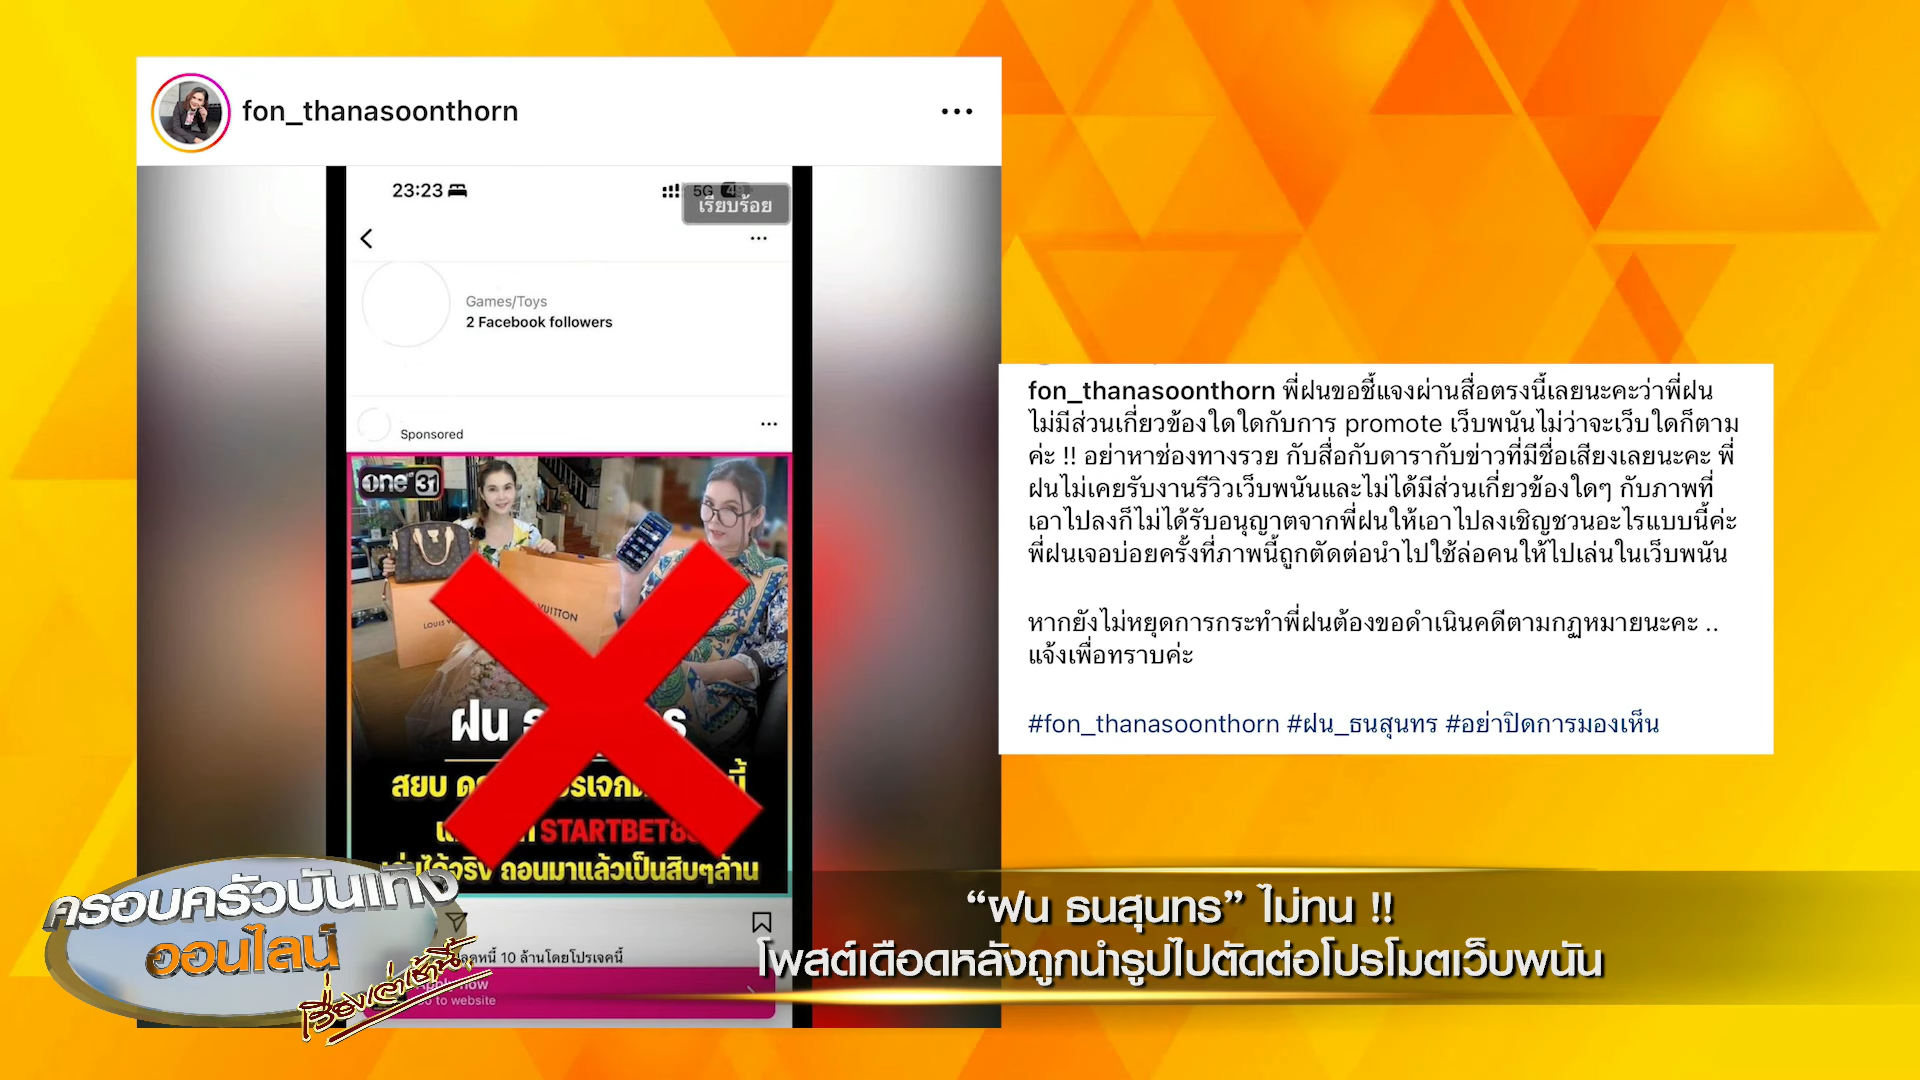 fon_thanasoonthorn
23:23
5G
เรียบร้อย
Games/Toys
2 Facebook followers
Sponsored
one 31
LOUIS
VUITTON
ฝน
สยบ
STARTBET8
ถอนมาแล้วเป็นสิบๆล้าน
10 ล้านโดยโปรเจคนี้
now
to website
fon_thanasoonthorn พี่ฝนขอชี้แจงผ่านสื่อตรงนี้เลยนะคะว่าพี่ฝน
ไม่มีส่วนเกี่ยวข้องใดใดกับการ promote เว็บพนันไม่ว่าจะเว็บใดก็ตาม
ค่ะ !! อย่าหาช่องทางรวย กับสื่อกับดารากับข่าวที่มีชื่อเสียงเลยนะคะ พี่
ฝนไม่เคยรับงานรีวิวเว็บพนันและไม่ได้มีส่วนเกี่ยวข้องใดๆ กับภาพที่
เอาไปลงก็ไม่ได้รับอนุญาตจากพี่ฝนให้เอาไปลงเชิญชวนอะไรแบบนี้ค่ะ
พี่ฝนเจอบ่อยครั้งที่ภาพนี้ถูกตัดต่อนำไปใช้ล่อคนให้ไปเล่นในเว็บพนัน
หากยังไม่หยุดการกระทำพี่ฝนต้องขอดำเนินคดีตามกฎหมายนะคะ ..
แจ้งเพื่อทราบค่ะ
#fon_thanasoonthorn #ฝน_ธนสุนทร #อย่าปิดการมองเห็น
ครอบครัวบันเทิง
ออนไลน์
เรื่องเล่าเช้านี้
“ฝน ธนสุนทร” ไม่ทน !!
โพสต์เดือดหลังถูกนำรูปไปตัดต่อโปรโมตเว็บพนัน